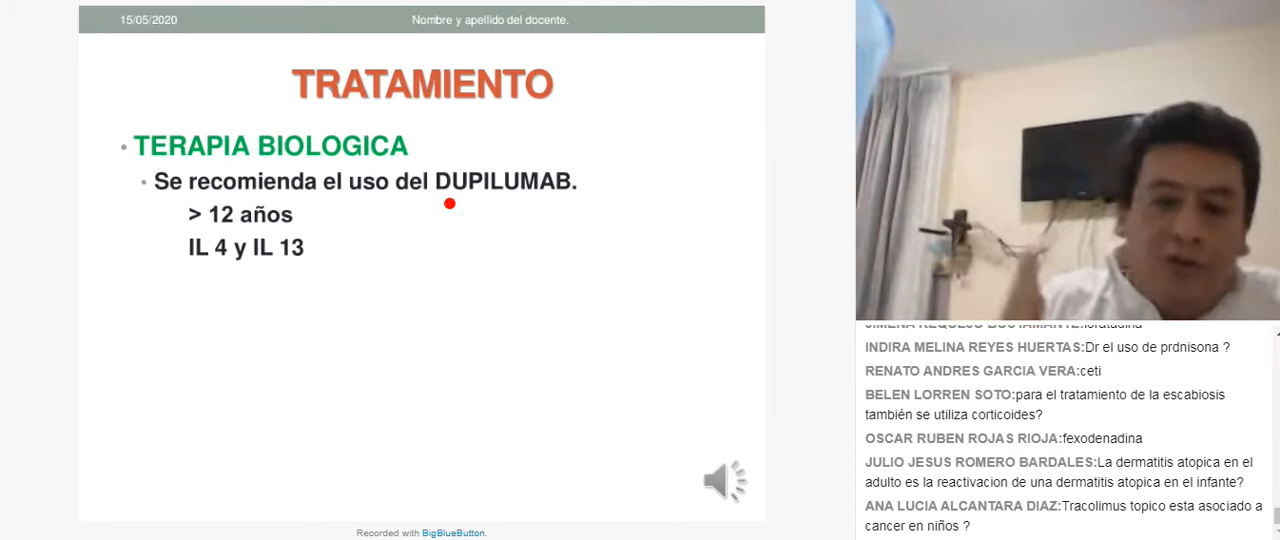 15/05/2020
Nombre y apellido del docente.
TRATAMIENTO
• TERAPIA BIOLOGICA
• Se recomienda el uso del DUPILUMAB.
> 12 años
IL 4 y IL 13
Recorded with BigBlueButton.
JIMENA REQUEJO BUSTAMANTE:loratadina
INDIRA MELINA REYES HUERTAS:Dr el uso de prdnisona ?
RENATO ANDRES GARCIA VERA:ceti
BELEN LORREN SOTO:para el tratamiento de la escabiosis
también se utiliza corticoides?
OSCAR RUBEN ROJAS RIOJA:fexodenadina
JULIO JESUS ROMERO BARDALES:La dermatitis atopica en el
adulto es la reactivacion de una dermatitis atopica en el infante?
ANA LUCIA ALCANTARA DIAZ:Tracolimus topico esta asociado a
cancer en niños ?